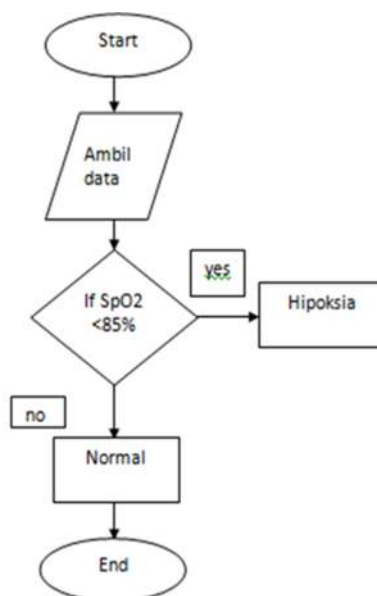 Start
Ambil
data
If SpO2
<85%
yes
Hipoksia
no
Normal
End